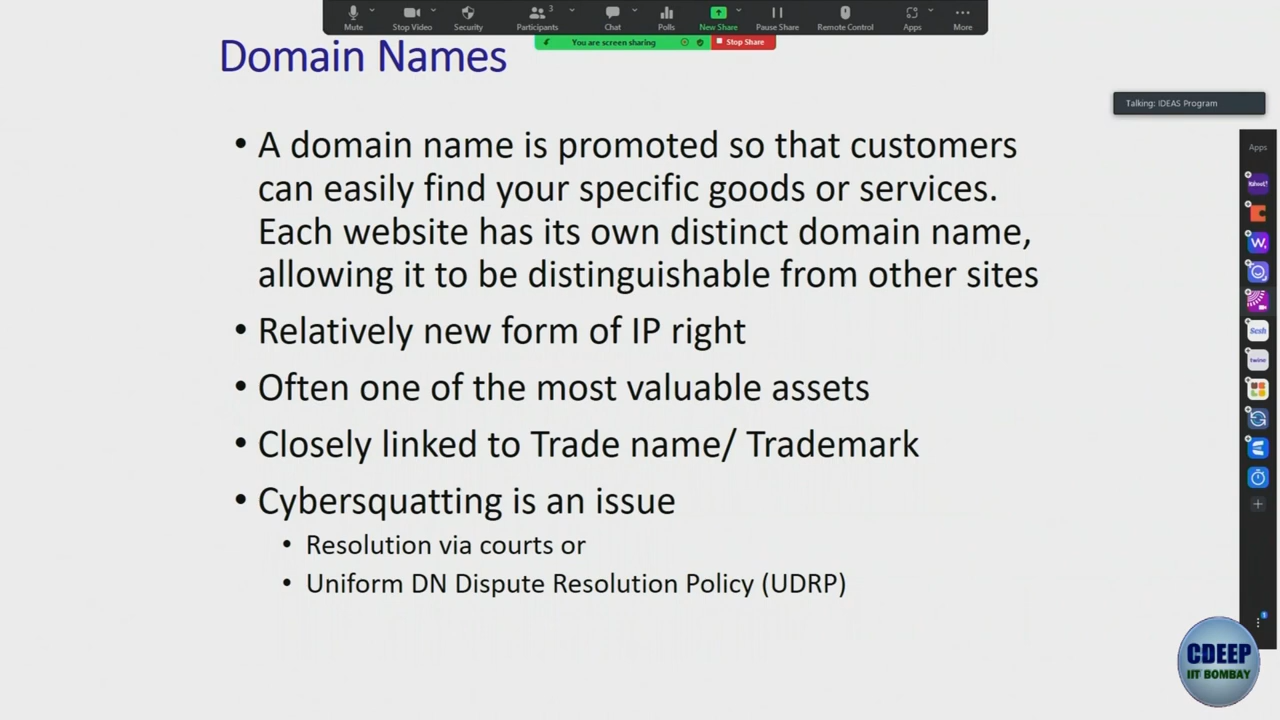 Mute
Stop Video
Security
Participants
3
Chat
Polls
New Share
Pause Share
Remote Control
Apps
More
You are screen sharing
Stop Share
Domain Names
Talking: IDEAS Program
Apps
• A domain name is promoted so that customers
can easily find your specific goods or services.
Each website has its own distinct domain name,
allowing it to be distinguishable from other sites
• Relatively new form of IP right
• Often one of the most valuable assets
• Closely linked to Trade name/ Trademark
• Cybersquatting is an issue
• Resolution via courts or
• Uniform DN Dispute Resolution Policy (UDRP)
Sesh
twine
CDEEP
IIT BOMBAY